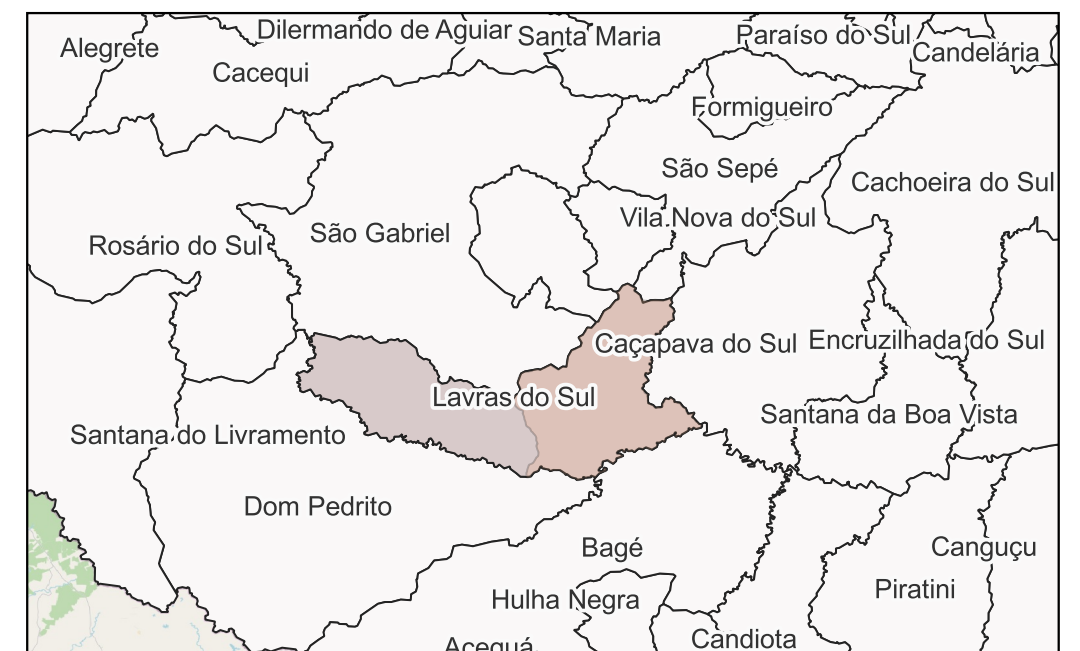 Dilermando de Aguiar
Santa Maria
Paraíso do Sul
Alegrete
Candelária
Cacequi
Formigueiro
São Sepé
Cachoeira do Sul
Vila Nova do Sul
São Gabriel
Rosário do Sul
Caçapava do Sul
Encruzilhada do Sul
Lavras do Sul
Santana da Boa Vista
Santana do Livramento
Dom Pedrito
Bagé
Canguçu
Piratini
Hulha Negra
Candiota
Aceguá